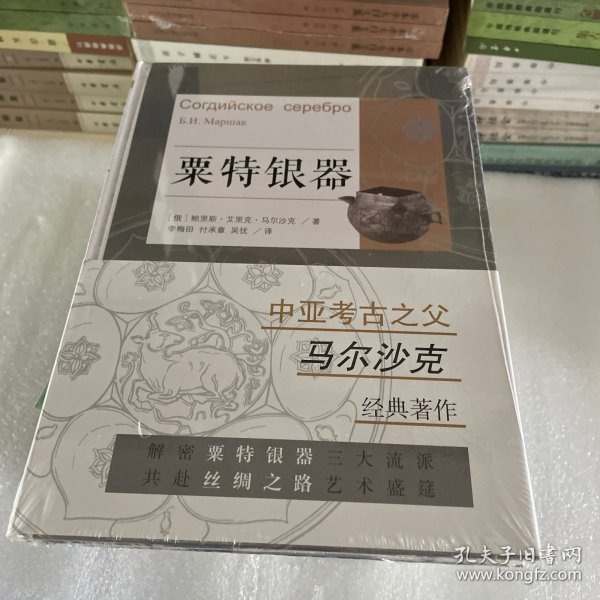 Согдийское серебро
Б.И. Маршак
粟特银器
[俄] 鲍里斯·艾里克·马尔沙克 ／ 著
李梅田 付承章 吴忧 ／ 译
中亚考古之父
马尔沙克
经典著作
解密粟特银器三大流派
共赴丝绸之路艺术盛筵
孔夫子旧书网
www.kongfz.com